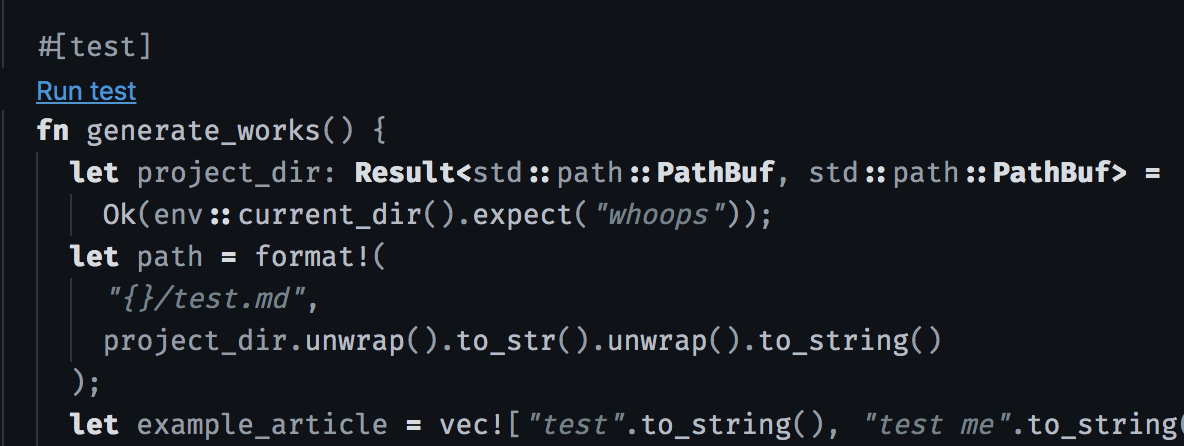 #[test]
Run test
fn generate_works() {
let project_dir: Result<std::path::PathBuf, std::path::PathBuf> =
Ok(env::current_dir().expect("whoops"));
let path = format!(
"{}/test.md",
project_dir.unwrap().to_str().unwrap().to_string()
);
let example_article = vec!["test".to_string(), "test me".to_string(